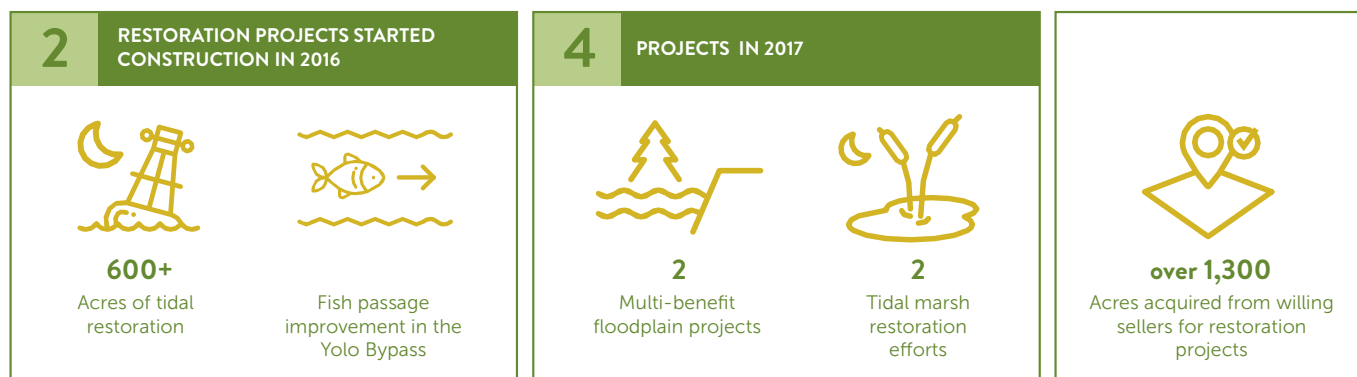 2
RESTORATION PROJECTS STARTED
CONSTRUCTION IN 2016
600+
Acres of tidal
restoration
Fish passage
improvement in the
Yolo Bypass
4
PROJECTS IN 2017
2
Multi-benefit
floodplain projects
2
Tidal marsh
restoration
efforts
over 1,300
Acres acquired from willing
sellers for restoration
projects